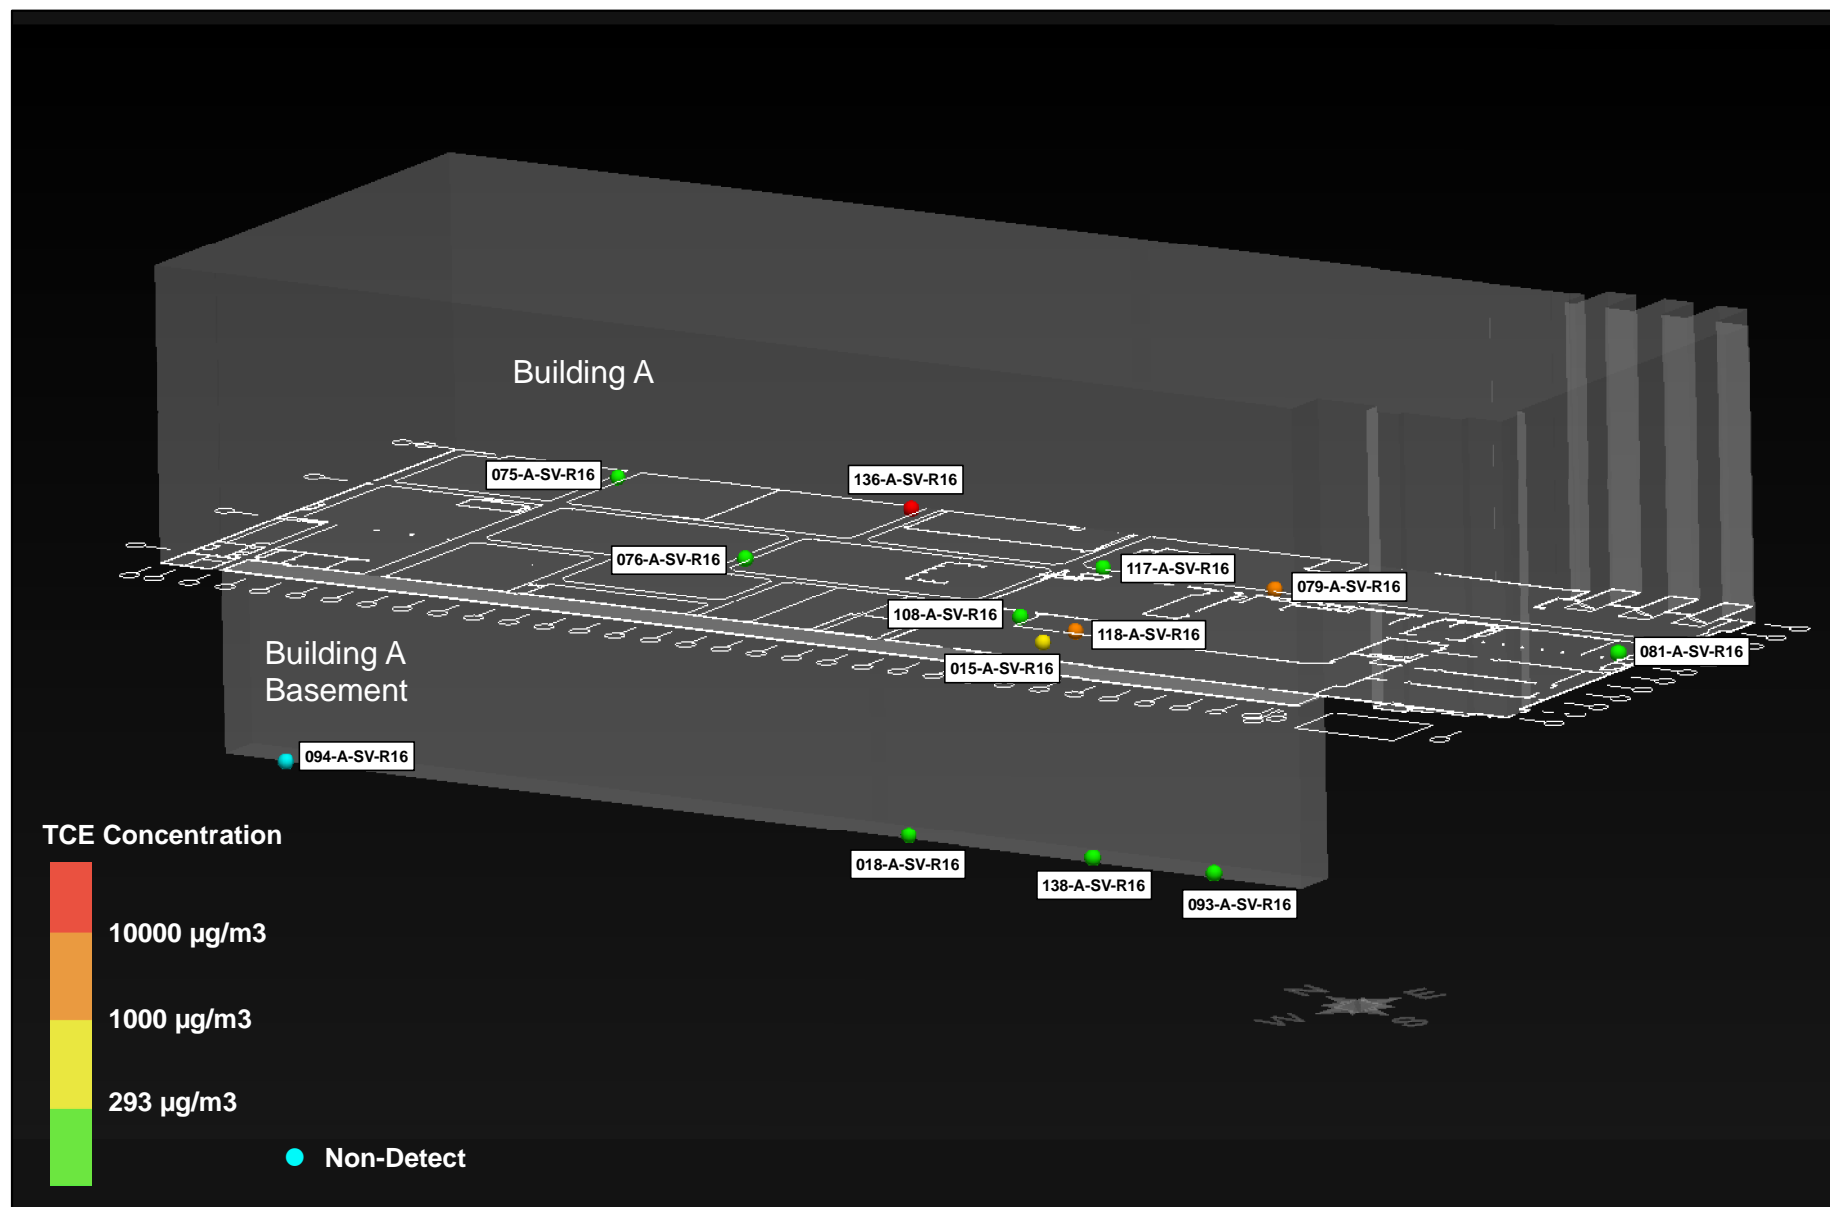 Building A
075-A-SV-R16
136-A-SV-R16
076-A-SV-R16
117-A-SV-R16
079-A-SV-R16
108-A-SV-R16
118-A-SV-R16
015-A-SV-R16
081-A-SV-R16
Building A
Basement
094-A-SV-R16
018-A-SV-R16
138-A-SV-R16
093-A-SV-R16
TCE Concentration
10000 µg/m3
1000 µg/m3
293 µg/m3
Non-Detect
N
E
W
S